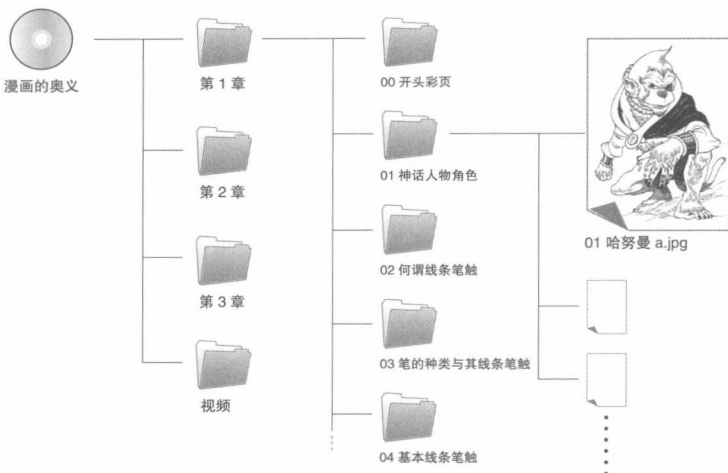 漫画的奥义
第 1 章
第 2 章
第 3 章
视频
00 开头彩页
01 神话人物角色
02 何谓线条笔触
03 笔的种类与其线条笔触
04 基本线条笔触
01 哈努曼 a.jpg